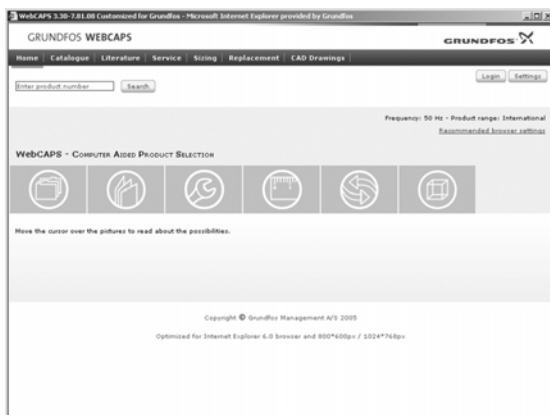 WebCAPS 3.30-7.81.08 Customized for Grundfos - Microsoft Internet Explorer provided by Grundfos
GRUNDFOS WEBCAPS
GRUNDFOS
Home Catalogue Literature Service Sizing Replacement CAD Drawings
Login Settings
Enter product number Search
Frequency: 50 Hz - Product range: International
Recommended browser settings
WebCAPS - Computer Aided Product Selection
Move the cursor over the pictures to read about the possibilities.
Copyright © Grundfos Management A/S 2005
Optimised for Internet Explorer 6.0 browser and 800*600px / 1024*768px